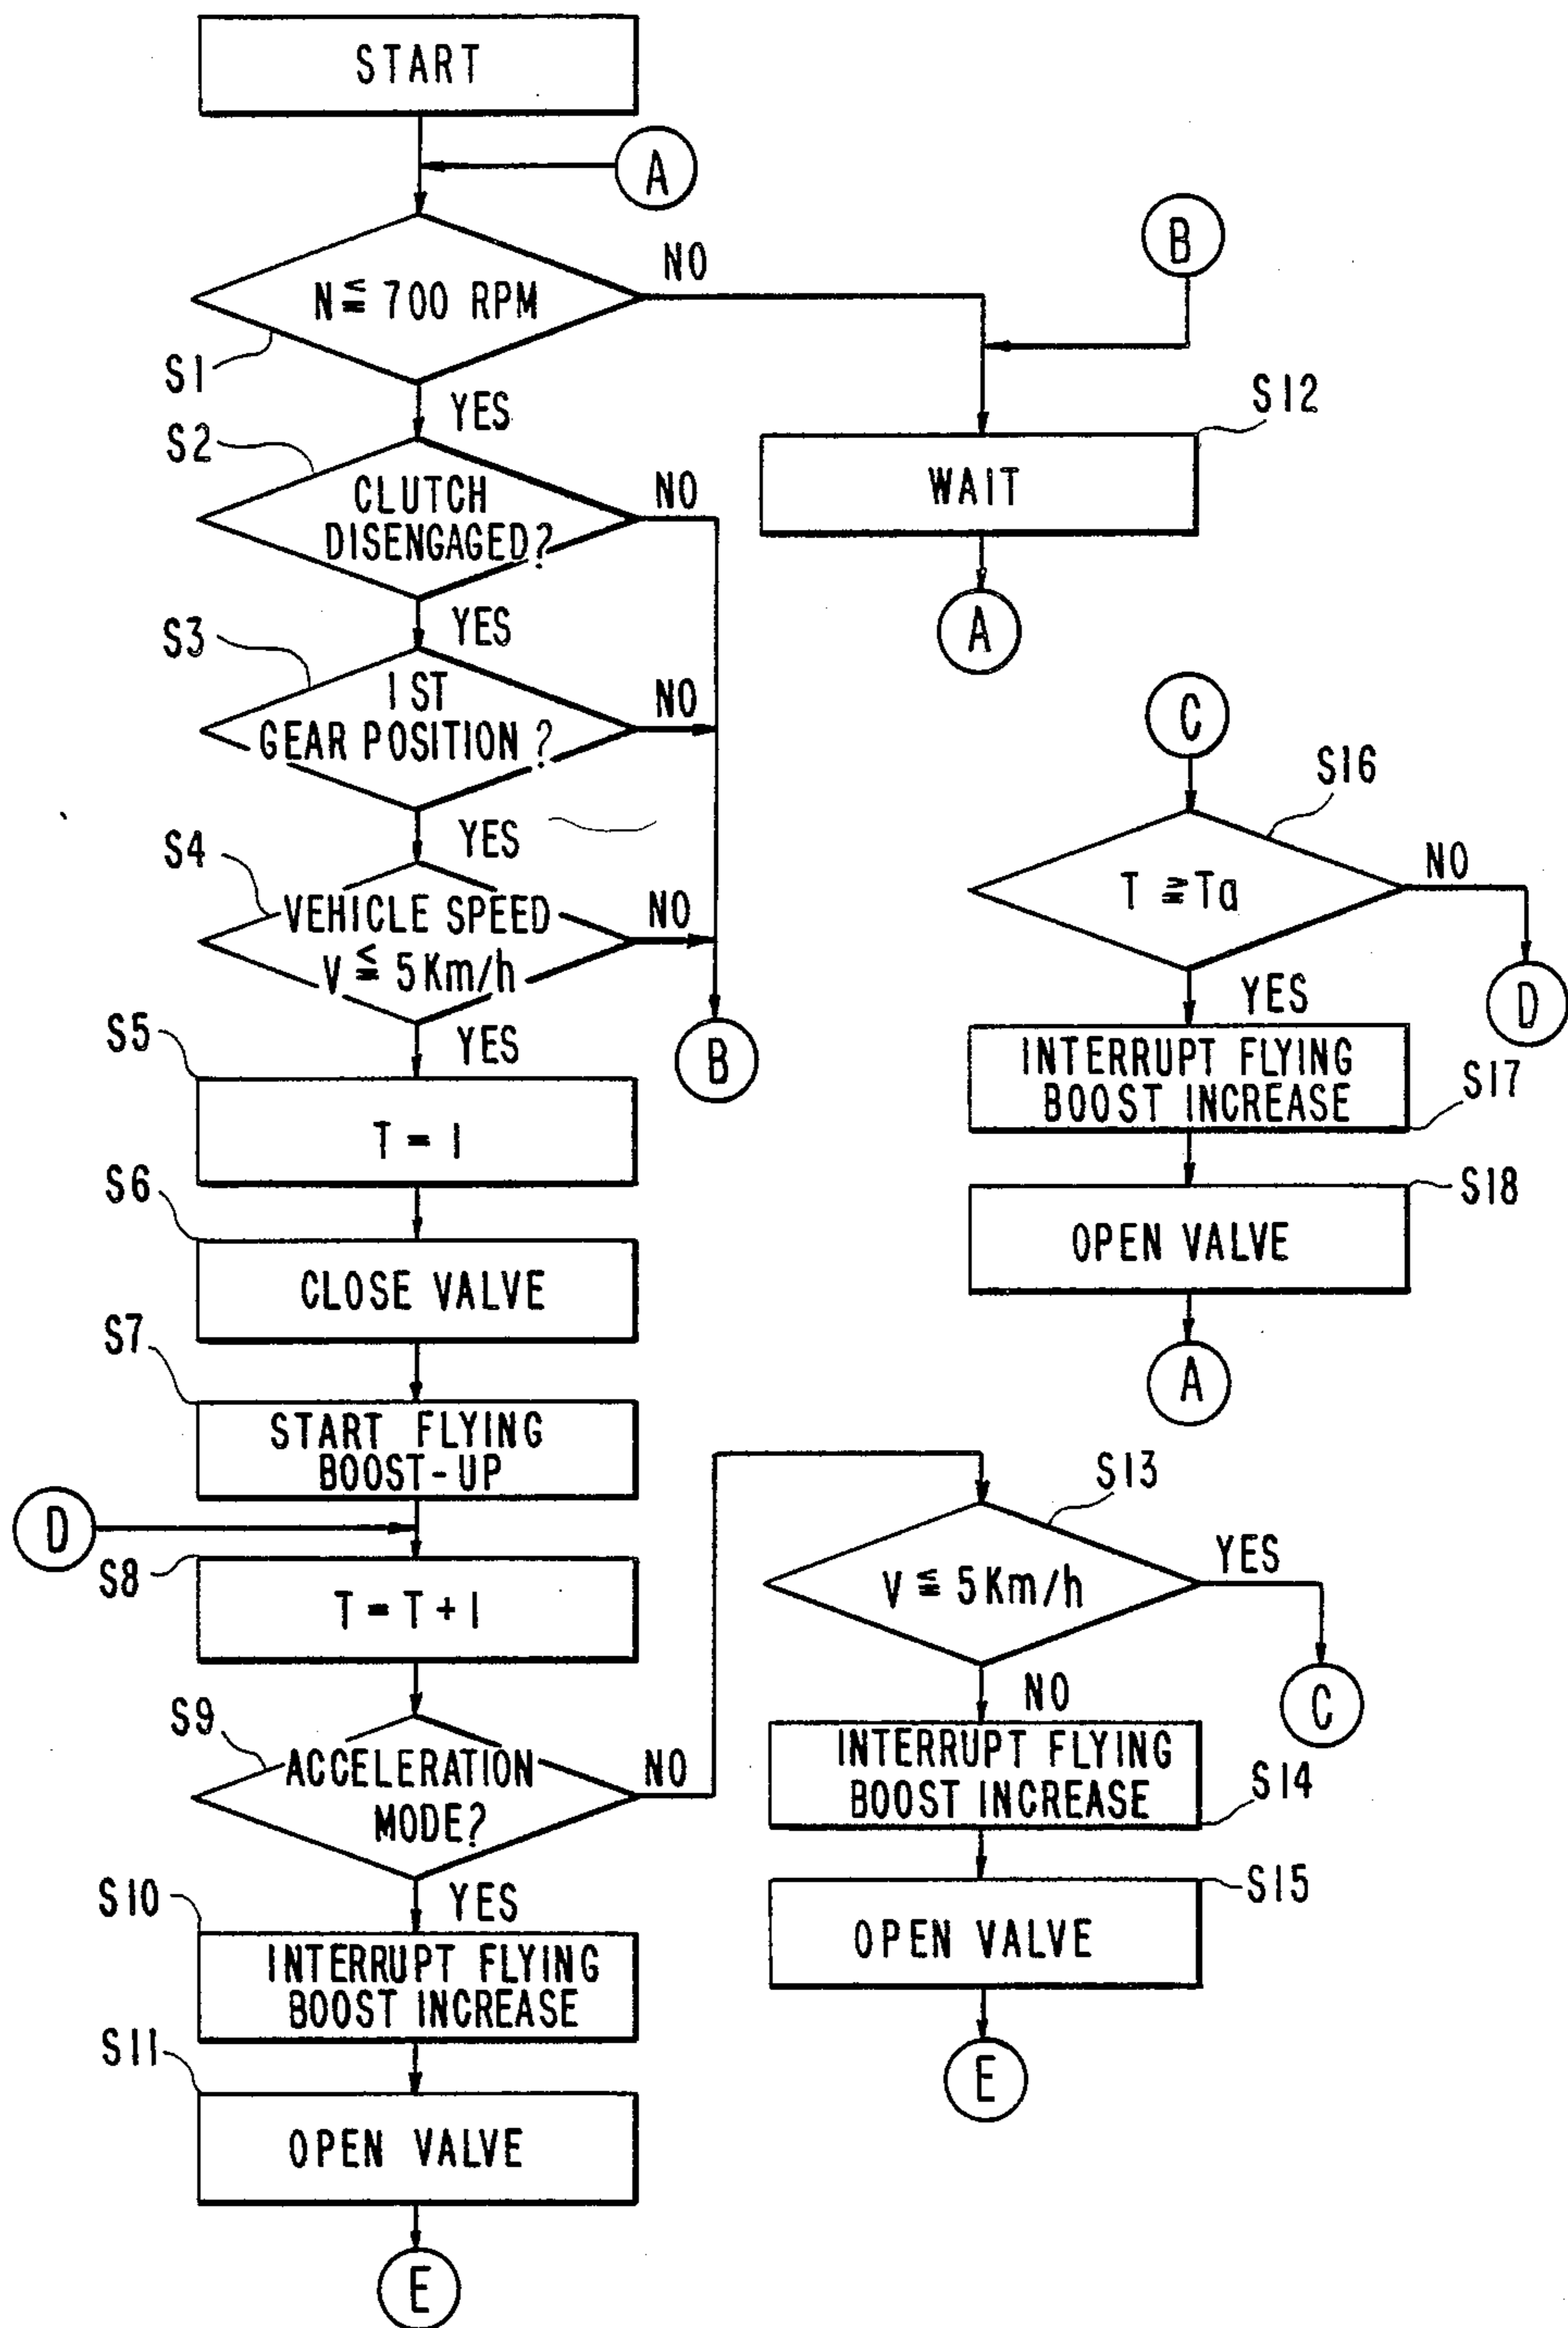 START
A
N ≦ 700 RPM
NO
S1
YES
B
S12
WAIT
A
S2
CLUTCH
DISENGAGED?
NO
YES
S3
1 ST
GEAR POSITION ?
NO
YES
S4
VEHICLE SPEED
V ≦ 5 Km/h
NO
YES
B
S5
T = 1
S6
CLOSE VALVE
S7
START FLYING
BOOST-UP
D
S8
T = T + 1
S9
ACCELERATION
MODE?
NO
YES
S10
INTERRUPT FLYING
BOOST INCREASE
S11
OPEN VALVE
E
C
S16
T ≧ Ta
NO
D
YES
INTERRUPT FLYING
BOOST INCREASE
S17
S18
OPEN VALVE
A
S13
V ≦ 5 Km/h
YES
C
NO
INTERRUPT FLYING
BOOST INCREASE
S14
S15
OPEN VALVE
E